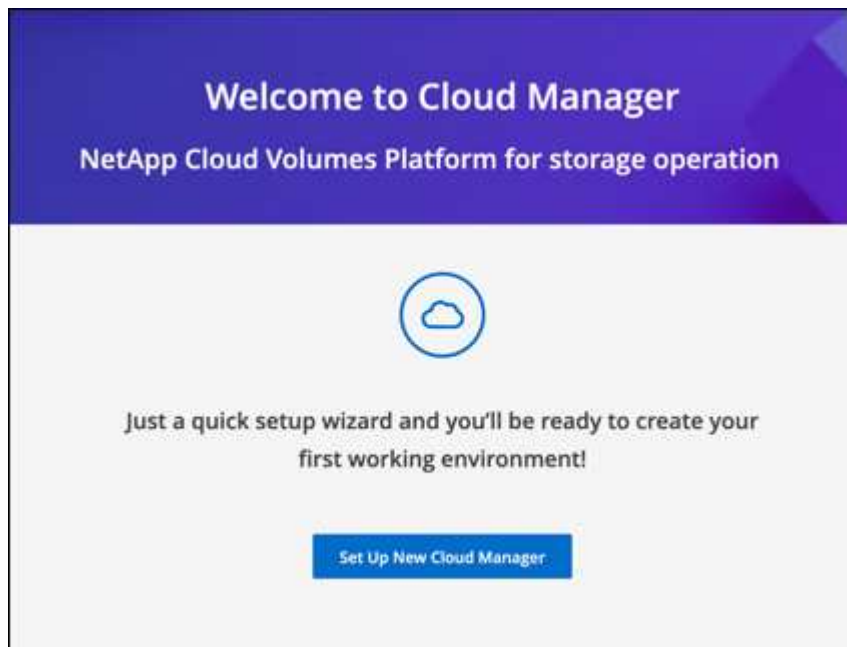 Welcome to Cloud Manager
NetApp Cloud Volumes Platform for storage operation
Just a quick setup wizard and you'll be ready to create your
first working environment!
Set Up New Cloud Manager